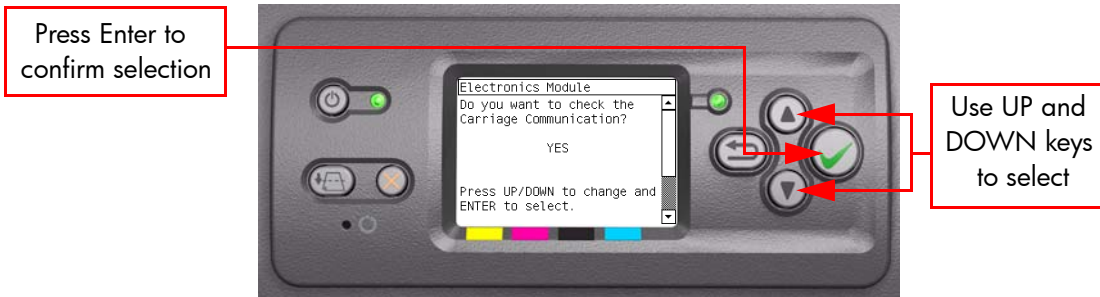 Press Enter to
confirm selection
Electronics Module
Do you want to check the
Carriage Communication?
YES
Press UP/DOWN to change and
ENTER to select.
Use UP and
DOWN keys
to select